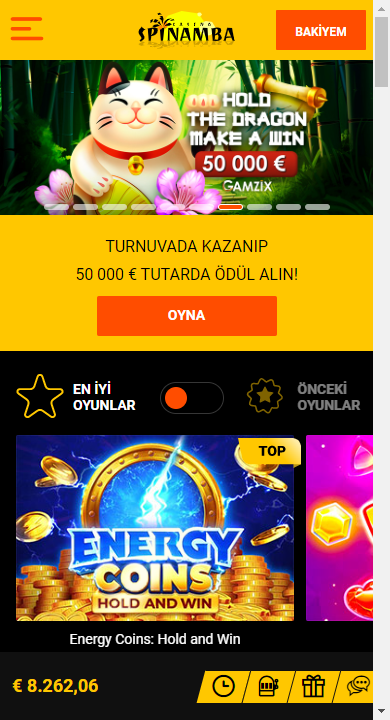 CASINO
SPINAMBA
BAKİYEM
HOLD
THE DRAGON
MAKE A WIN
50 000 €
GAMZIX
TURNUVADA KAZANIP
50 000 € TUTARDA ÖDÜL ALIN!
OYNA
EN İYİ
OYUNLAR
ÖNCEKİ
OYUNLAR
TOP
ENERGY
COINS
HOLD AND WIN
Energy Coins: Hold and Win
€ 8.262,06